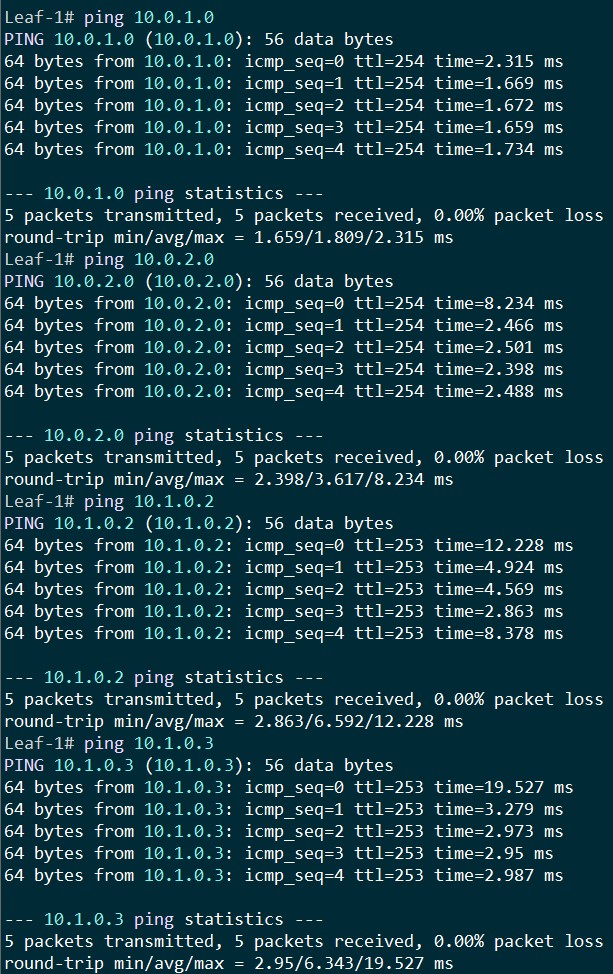 Leaf-1# ping 10.0.1.0
PING 10.0.1.0 (10.0.1.0): 56 data bytes
64 bytes from 10.0.1.0: icmp_seq=0 ttl=254 time=2.315 ms
64 bytes from 10.0.1.0: icmp_seq=1 ttl=254 time=1.669 ms
64 bytes from 10.0.1.0: icmp_seq=2 ttl=254 time=1.672 ms
64 bytes from 10.0.1.0: icmp_seq=3 ttl=254 time=1.659 ms
64 bytes from 10.0.1.0: icmp_seq=4 ttl=254 time=1.734 ms

--- 10.0.1.0 ping statistics ---
5 packets transmitted, 5 packets received, 0.00% packet loss
round-trip min/avg/max = 1.659/1.809/2.315 ms
Leaf-1# ping 10.0.2.0
PING 10.0.2.0 (10.0.2.0): 56 data bytes
64 bytes from 10.0.2.0: icmp_seq=0 ttl=254 time=8.234 ms
64 bytes from 10.0.2.0: icmp_seq=1 ttl=254 time=2.466 ms
64 bytes from 10.0.2.0: icmp_seq=2 ttl=254 time=2.501 ms
64 bytes from 10.0.2.0: icmp_seq=3 ttl=254 time=2.398 ms
64 bytes from 10.0.2.0: icmp_seq=4 ttl=254 time=2.488 ms

--- 10.0.2.0 ping statistics ---
5 packets transmitted, 5 packets received, 0.00% packet loss
round-trip min/avg/max = 2.398/3.617/8.234 ms
Leaf-1# ping 10.1.0.2
PING 10.1.0.2 (10.1.0.2): 56 data bytes
64 bytes from 10.1.0.2: icmp_seq=0 ttl=253 time=12.228 ms
64 bytes from 10.1.0.2: icmp_seq=1 ttl=253 time=4.924 ms
64 bytes from 10.1.0.2: icmp_seq=2 ttl=253 time=4.569 ms
64 bytes from 10.1.0.2: icmp_seq=3 ttl=253 time=2.863 ms
64 bytes from 10.1.0.2: icmp_seq=4 ttl=253 time=8.378 ms

--- 10.1.0.2 ping statistics ---
5 packets transmitted, 5 packets received, 0.00% packet loss
round-trip min/avg/max = 2.863/6.592/12.228 ms
Leaf-1# ping 10.1.0.3
PING 10.1.0.3 (10.1.0.3): 56 data bytes
64 bytes from 10.1.0.3: icmp_seq=0 ttl=253 time=19.527 ms
64 bytes from 10.1.0.3: icmp_seq=1 ttl=253 time=3.279 ms
64 bytes from 10.1.0.3: icmp_seq=2 ttl=253 time=2.973 ms
64 bytes from 10.1.0.3: icmp_seq=3 ttl=253 time=2.95 ms
64 bytes from 10.1.0.3: icmp_seq=4 ttl=253 time=2.987 ms

--- 10.1.0.3 ping statistics ---
5 packets transmitted, 5 packets received, 0.00% packet loss
round-trip min/avg/max = 2.95/6.343/19.527 ms